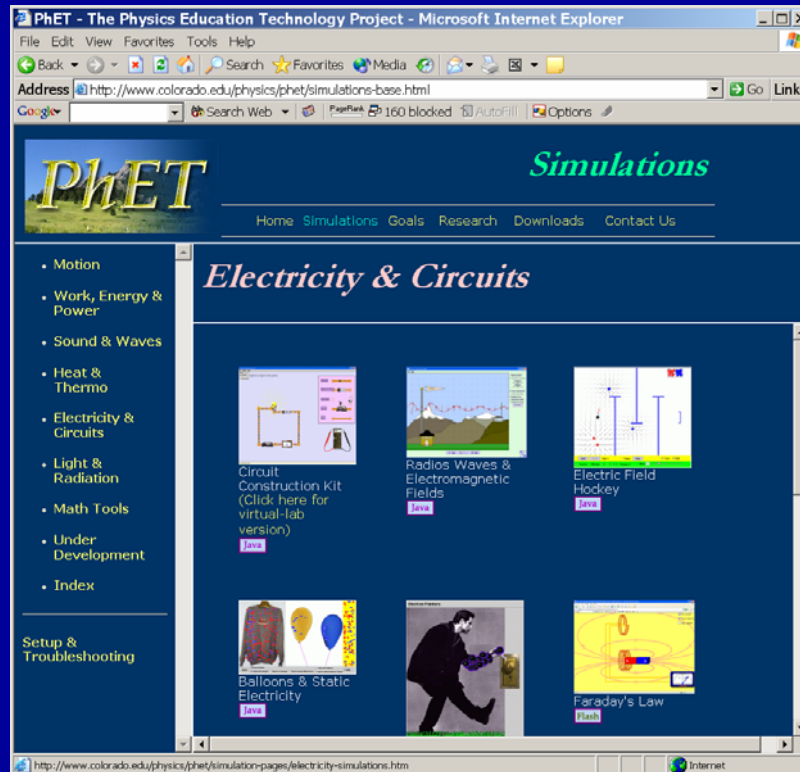 PhET - The Physics Education Technology Project - Microsoft Internet Explorer
File Edit View Favorites Tools Help
Back Search Favorites Media
Address http://www.colorado.edu/physics/phet/simulations-base.html Go Link
Google Search Web PageRank 160 blocked AutoFill Options
PhET
Simulations
Home Simulations Goals Research Downloads Contact Us
• Motion
• Work, Energy &
Power
• Sound & Waves
• Heat &
Thermo
• Electricity &
Circuits
• Light &
Radiation
• Math Tools
• Under
Development
• Index
Setup &
Troubleshooting
Electricity & Circuits
Circuit
Construction Kit
(Click here for
virtual-lab
version)
Java
Radios Waves &
Electromagnetic
Fields
Java
Electric Field
Hockey
Java
Balloons & Static
Electricity
Java
Faraday's Law
Flash
http://www.colorado.edu/physics/phet/simulation-pages/electricity-simulations.htm Internet